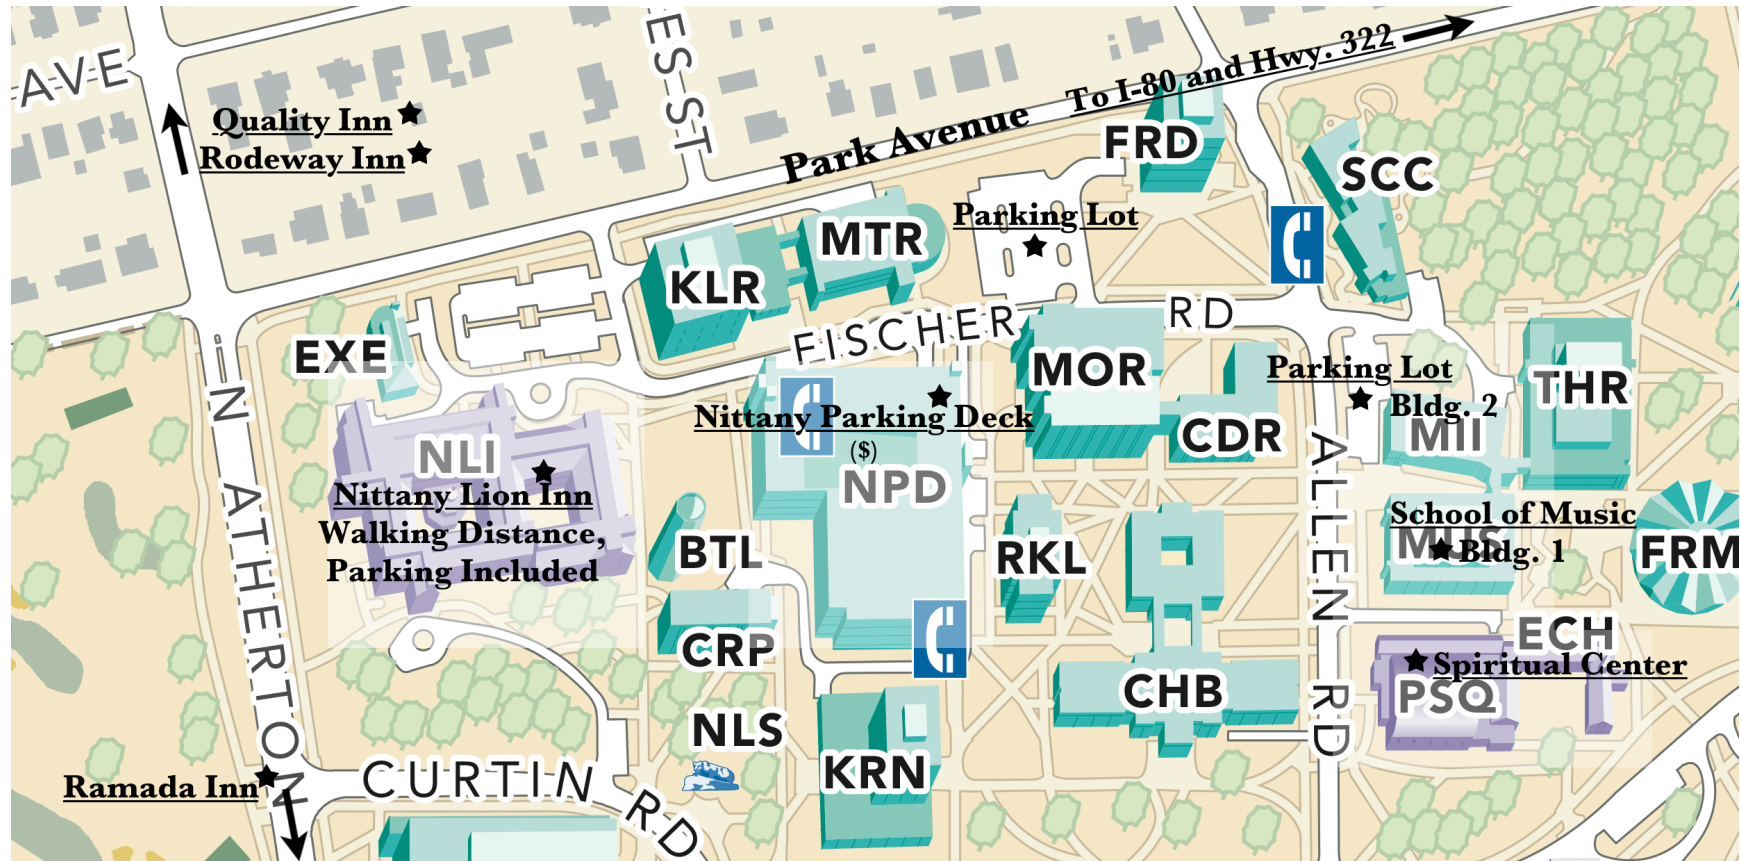 AVE
ES ST
To I-80 and Hwy. 322
Quality Inn
Rodeway Inn
Park Avenue
FRD
SCC
Parking Lot
MTR
KLR
FISCHER RD
EXE
MOR
Parking Lot
Bldg. 2
THR
Nittany Parking Deck
($)
CDR
MII
NLI
NPD
Nittany Lion Inn
Walking Distance,
Parking Included
N ATHERTON
ALLEN RD
School of Music
MUS
Bldg. 1
FRM
BTL
RKL
CRP
ECH
Spiritual Center
PSQ
CHB
NLS
KRN
Ramada Inn
CURTIN RD